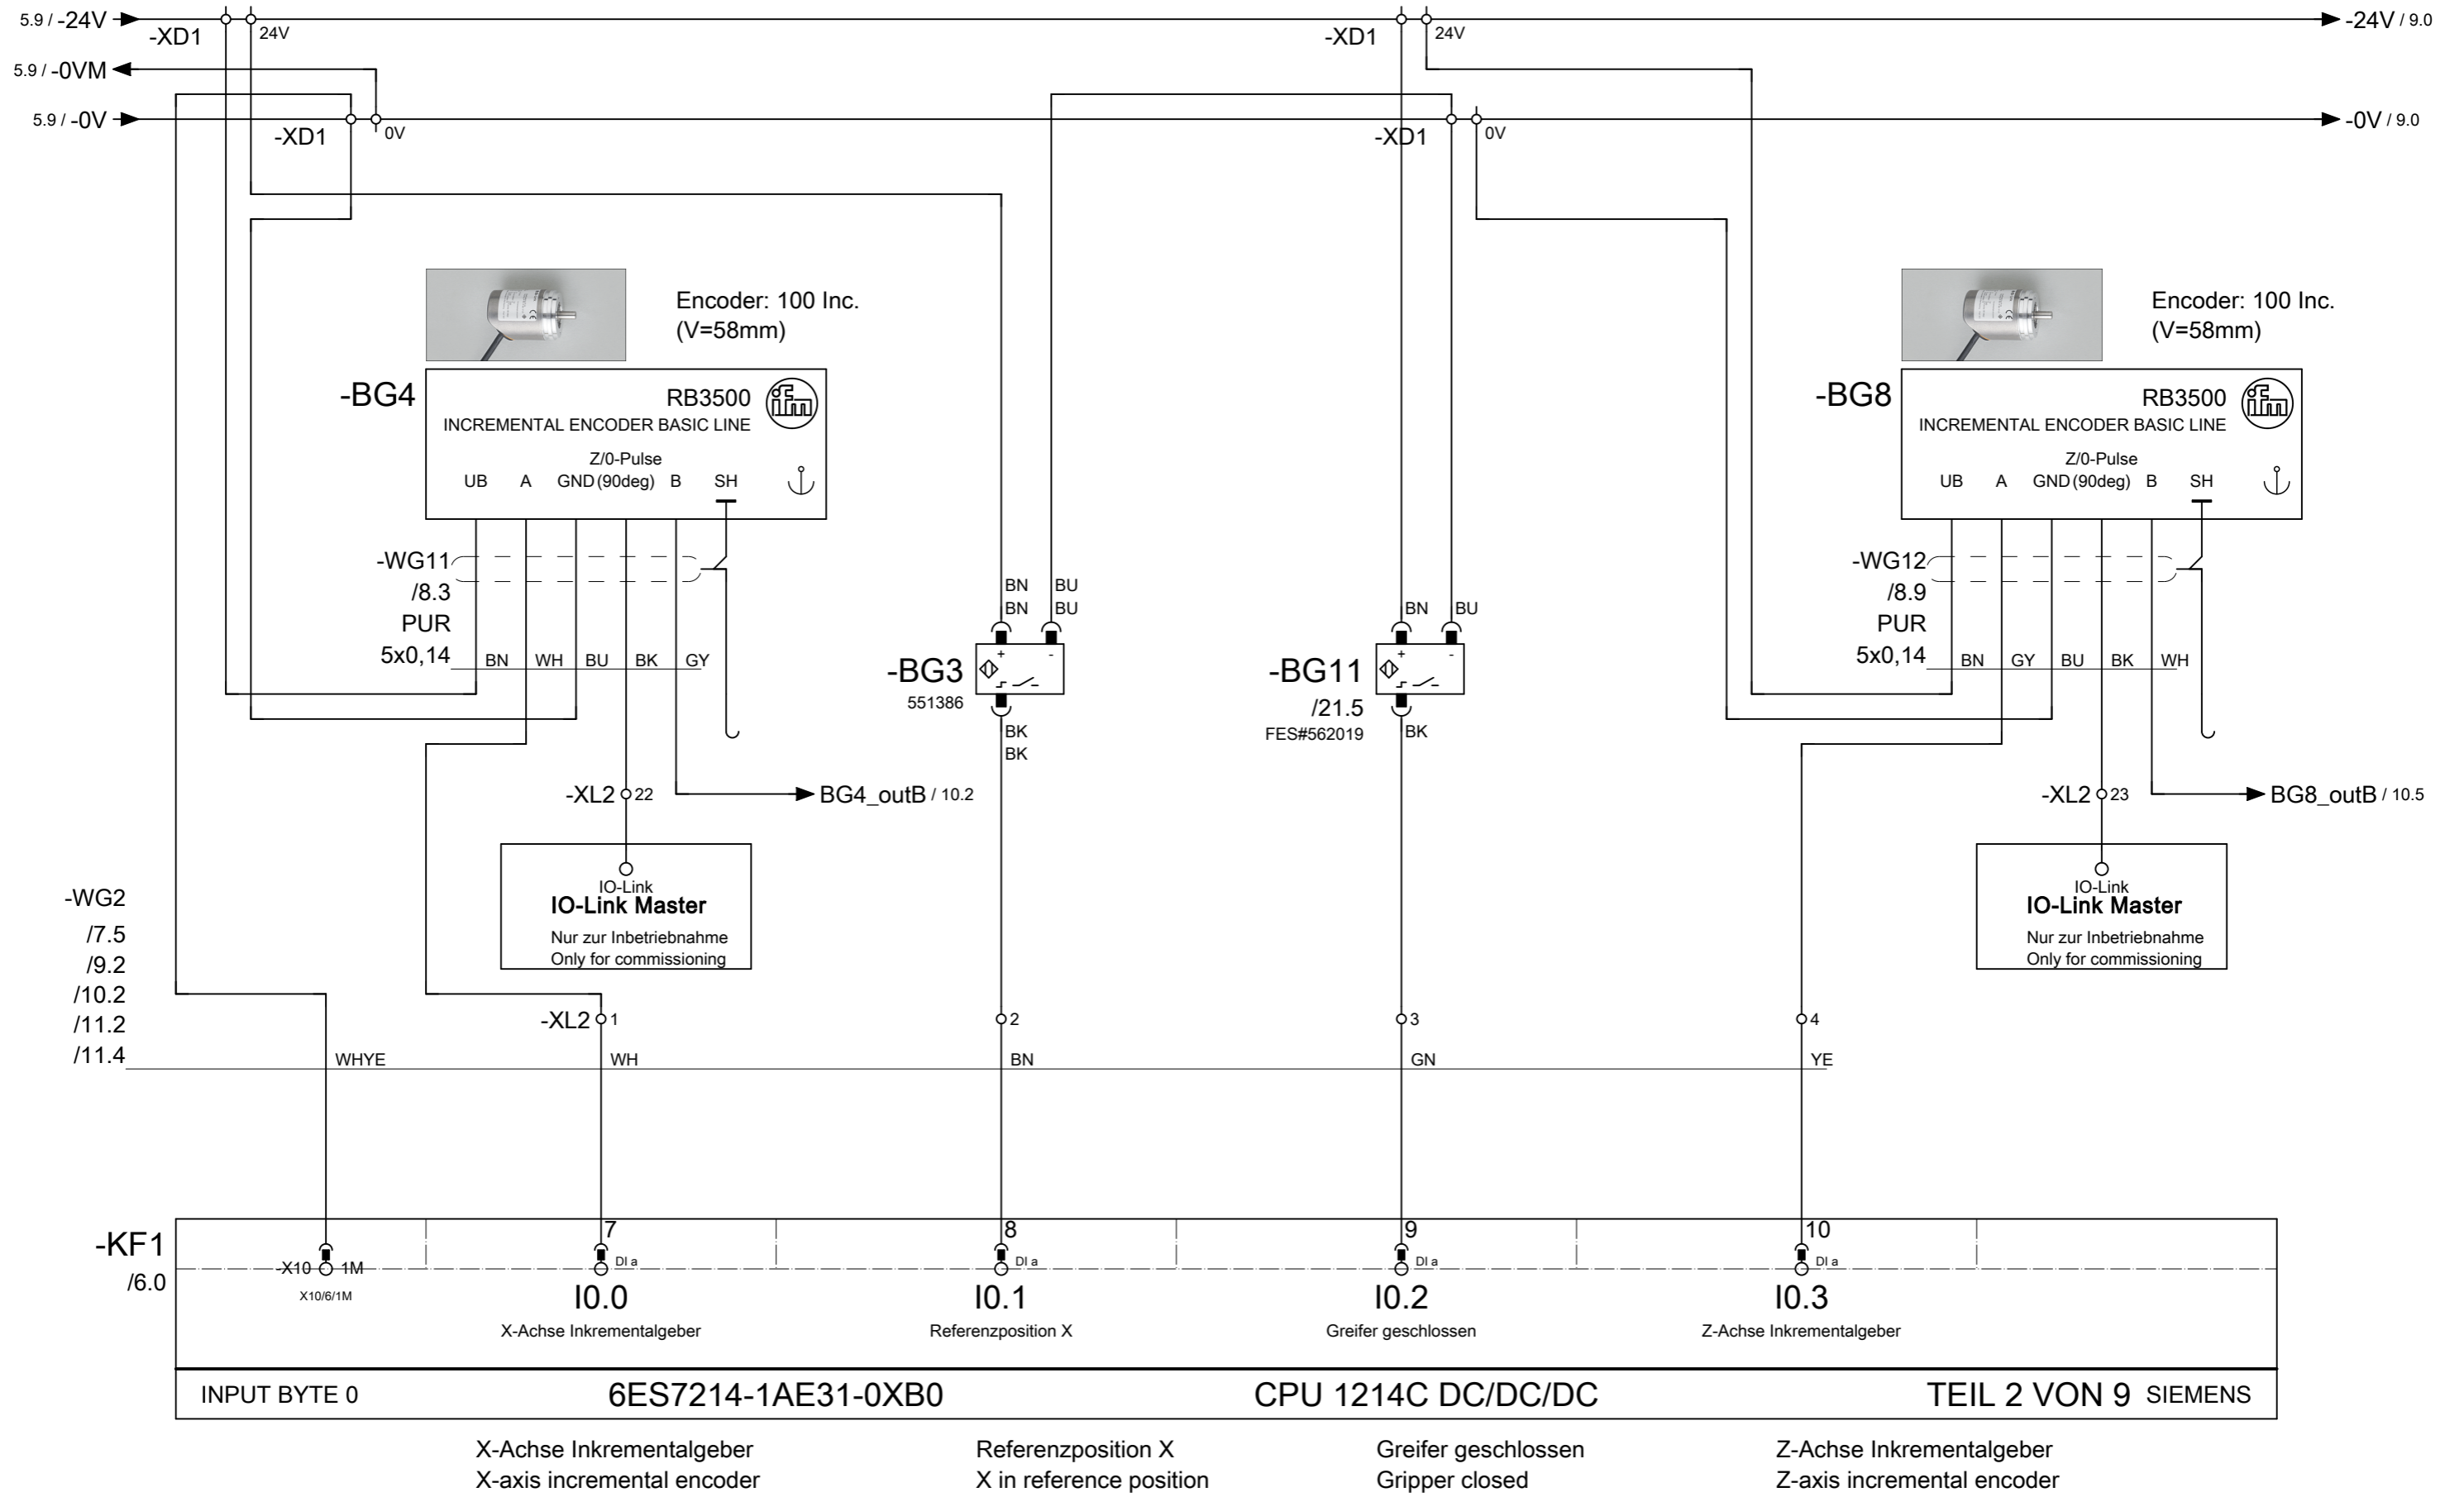 5.9 / -24V
-XD1
24V
-XD1
24V
-24V / 9.0
5.9 / -0VM
5.9 / -0V
-XD1
0V
-XD1
0V
-0V / 9.0
Encoder: 100 Inc.
(V=58mm)
-BG4
RB3500
ifm
INCREMENTAL ENCODER BASIC LINE
Z/0-Pulse
UB A GND (90deg) B SH
-WG11
/8.3
PUR
5x0,14
BN WH BU BK GY
-XL2 22
BG4_outB / 10.2
IO-Link
IO-Link Master
Nur zur Inbetriebnahme
Only for commissioning
BN BU
BN BU
+ -
-BG3
551386
BK
BK
BN BU
+ -
-BG11
/21.5
FES#562019
BK
Encoder: 100 Inc.
(V=58mm)
-BG8
RB3500
ifm
INCREMENTAL ENCODER BASIC LINE
Z/0-Pulse
UB A GND (90deg) B SH
-WG12
/8.9
PUR
5x0,14
BN GY BU BK WH
-XL2 23
BG8_outB / 10.5
IO-Link
IO-Link Master
Nur zur Inbetriebnahme
Only for commissioning
-WG2
/7.5
/9.2
/10.2
/11.2
/11.4
-XL2 1 2 3 4
WHYE WH BN GN YE
-KF1
/6.0
7 8 9 10
-X10 1M DI a DI a DI a DI a
X10/6/1M
I0.0 I0.1 I0.2 I0.3
X-Achse Inkrementalgeber Referenzposition X Greifer geschlossen Z-Achse Inkrementalgeber
INPUT BYTE 0 6ES7214-1AE31-0XB0 CPU 1214C DC/DC/DC TEIL 2 VON 9 SIEMENS
X-Achse Inkrementalgeber Referenzposition X Greifer geschlossen Z-Achse Inkrementalgeber
X-axis incremental encoder X in reference position Gripper closed Z-axis incremental encoder